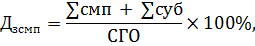 Дзсмп = (∑смп + ∑суб) / СГО × 100%,